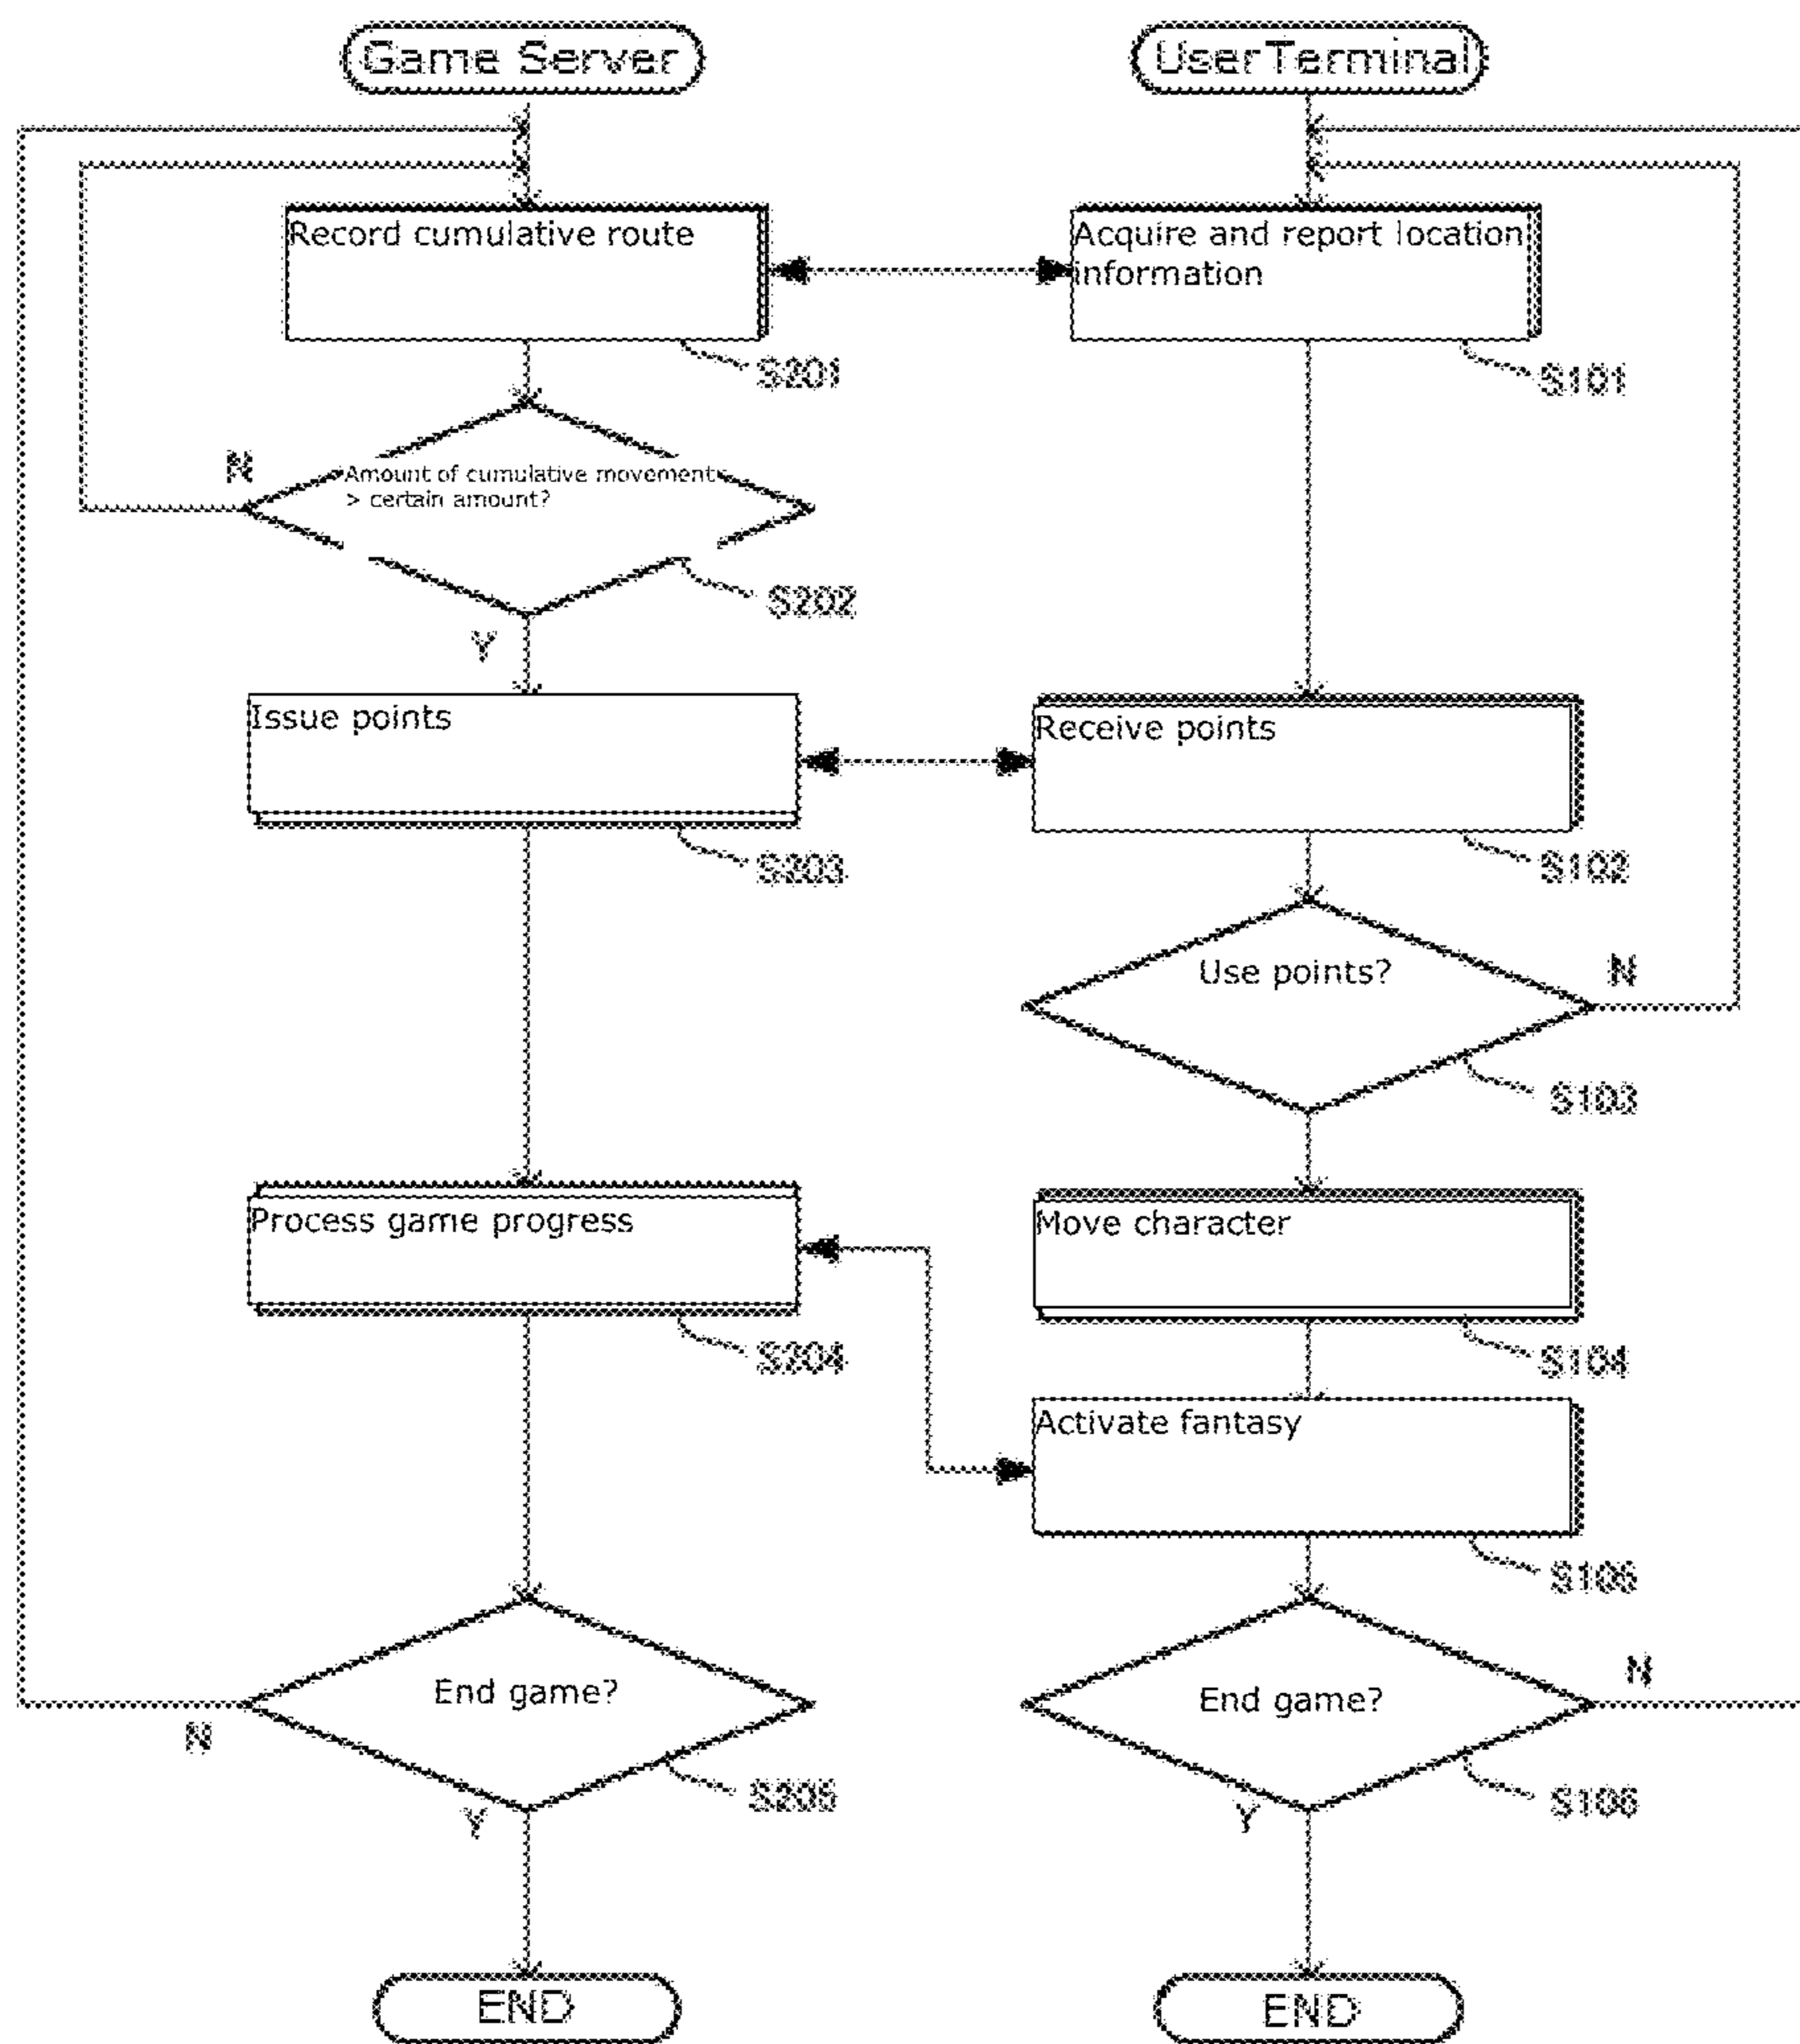 Game Server
User Terminal
Record cumulative route
Acquire and report location
information
S201
S101
N
Amount of cumulative movement
> certain amount?
S202
Y
Issue points
Receive points
S203
S102
Use points?
N
S103
Process game progress
Move character
S204
S104
Activate fantasy
S105
End game?
End game?
N
N
S205
S106
Y
Y
END
END